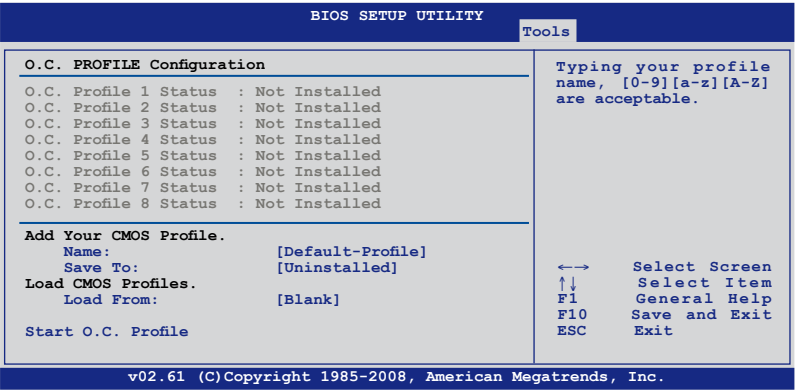 BIOS SETUP UTILITY
Tools
O.C. PROFILE Configuration
O.C. Profile 1 Status : Not Installed
O.C. Profile 2 Status : Not Installed
O.C. Profile 3 Status : Not Installed
O.C. Profile 4 Status : Not Installed
O.C. Profile 5 Status : Not Installed
O.C. Profile 6 Status : Not Installed
O.C. Profile 7 Status : Not Installed
O.C. Profile 8 Status : Not Installed
Add Your CMOS Profile.
Name: [Default-Profile]
Save To: [Uninstalled]
Load CMOS Profiles.
Load From: [Blank]
Start O.C. Profile
Typing your profile
name, [0-9][a-z][A-Z]
are acceptable.
←→ Select Screen
↑↓ Select Item
F1 General Help
F10 Save and Exit
ESC Exit
v02.61 (C)Copyright 1985-2008, American Megatrends, Inc.